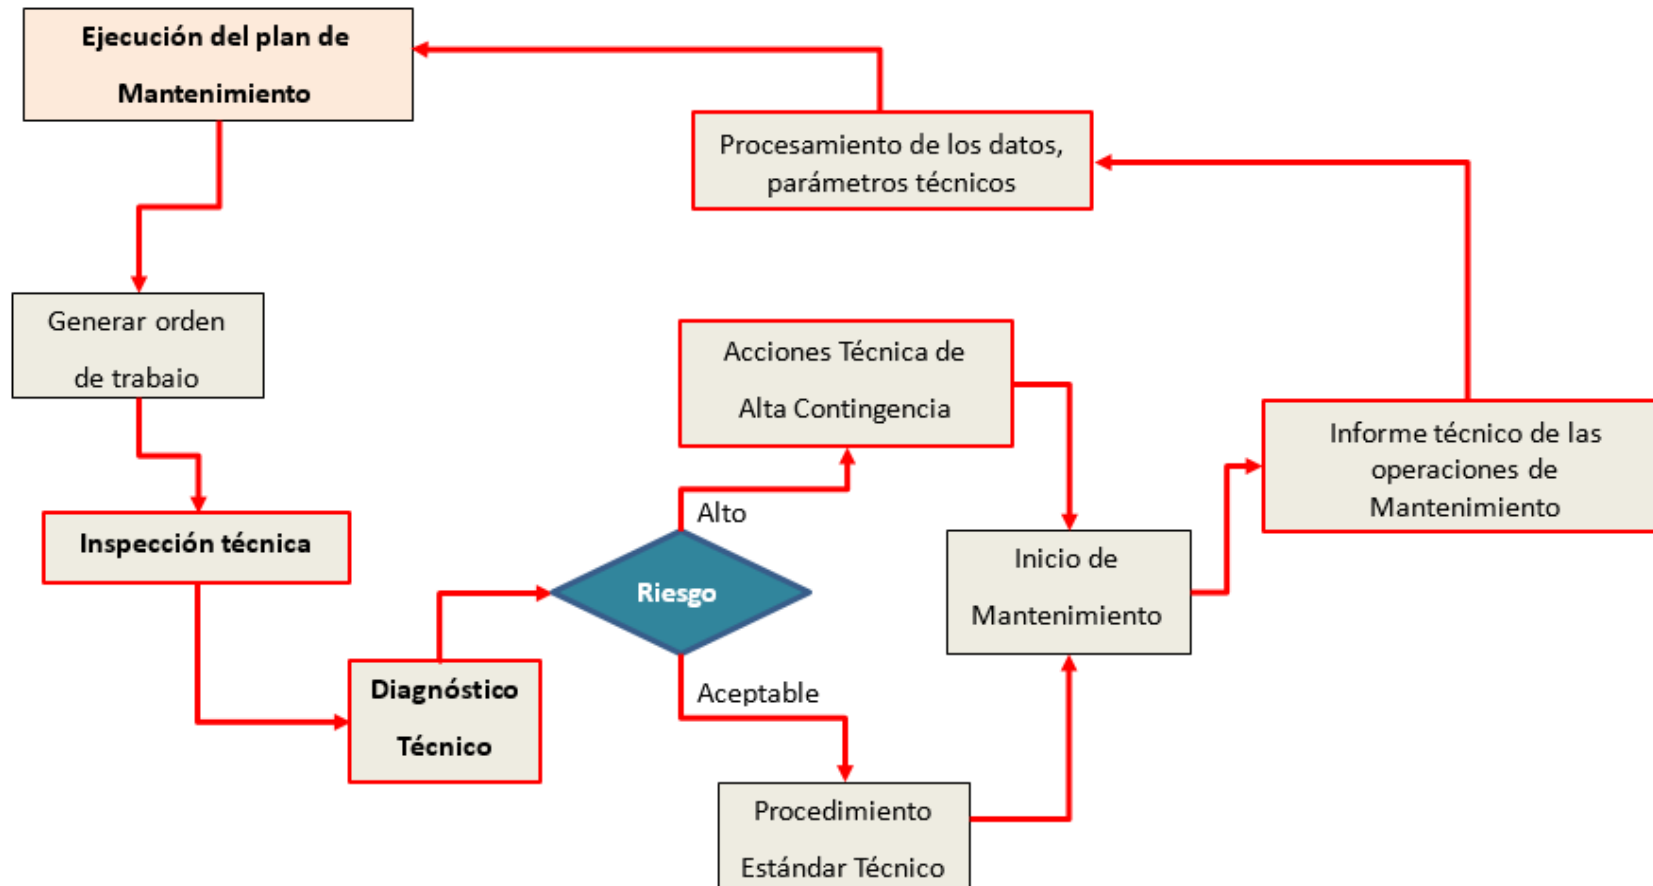 Ejecución del plan de
Mantenimiento
Procesamiento de los datos,
parámetros técnicos
Generar orden
de trabaio
Acciones Técnica de
Alta Contingencia
Informe técnico de las
operaciones de
Mantenimiento
Alto
Inspección técnica
Inicio de
Mantenimiento
Riesgo
Diagnóstico
Técnico
Aceptable
Procedimiento
Estándar Técnico